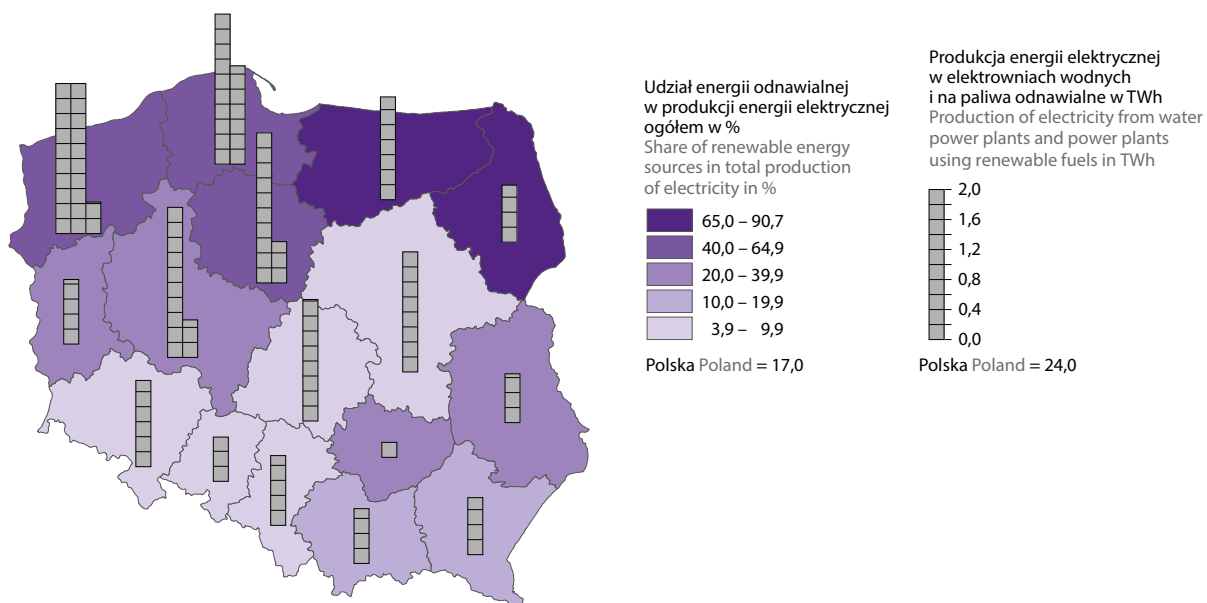 Udział energii odnawialnej
w produkcji energii elektrycznej
ogółem w %
Share of renewable energy
sources in total production
of electricity in %
65,0 – 90,7
40,0 – 64,9
20,0 – 39,9
10,0 – 19,9
3,9 – 9,9
Polska Poland = 17,0
Produkcja energii elektrycznej
w elektrowniach wodnych
i na paliwa odnawialne w TWh
Production of electricity from water
power plants and power plants
using renewable fuels in TWh
2,0
1,6
1,2
0,8
0,4
0,0
Polska Poland = 24,0